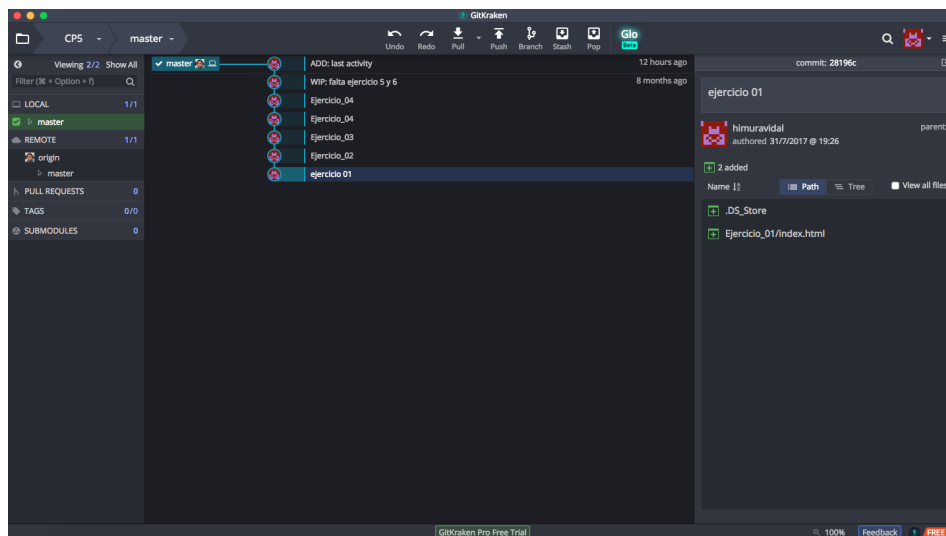 GitKraken
CP5
master
Undo
Redo
Pull
Push
Branch
Stash
Pop
Glo
Beta
Viewing 2/2 Show All
Filter (⌘ + Option + f)
LOCAL 1/1
master
REMOTE 1/1
origin
master
PULL REQUESTS 0
TAGS 0/0
SUBMODULES 0
master
ADD: last activity 12 hours ago
WIP: falta ejercicio 5 y 6 8 months ago
Ejercicio_04
Ejercicio_04
Ejercicio_03
Ejercicio_02
ejercicio 01
commit: 28196c
ejercicio 01
himuravidal
parent
authored 31/7/2017 @ 19:26
2 added
Name
Path
Tree
View all files
.DS_Store
Ejercicio_01/index.html
GitKraken Pro Free Trial
100%
Feedback
FREE